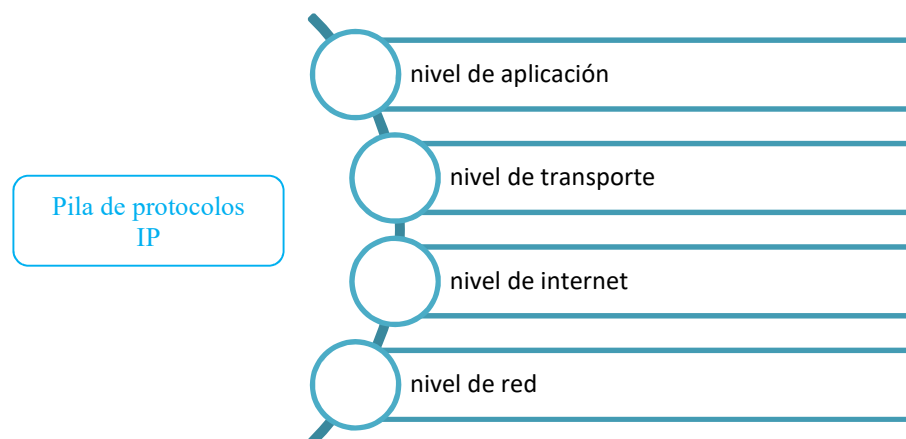 nivel de aplicación
nivel de transporte
Pila de protocolos
IP
nivel de internet
nivel de red